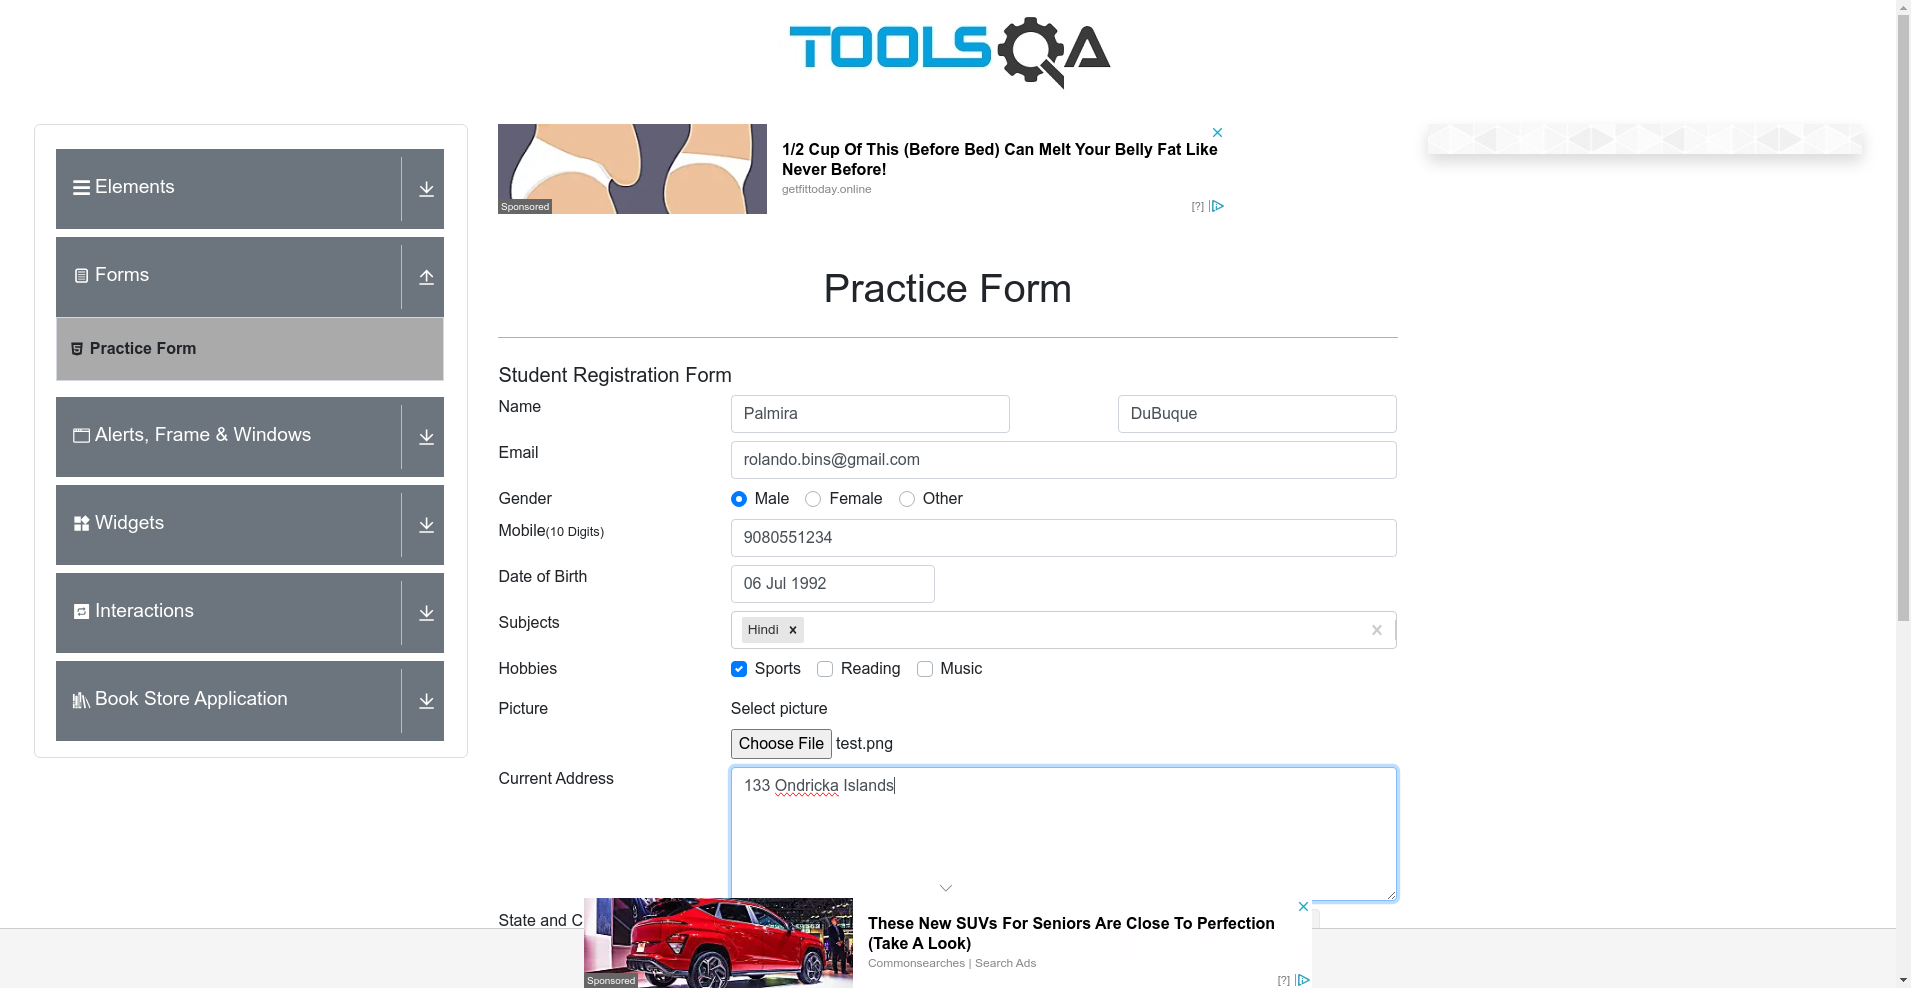 TOOLSQA
Elements
Forms
Practice Form
Alerts, Frame & Windows
Widgets
Interactions
Book Store Application
Sponsored
1/2 Cup Of This (Before Bed) Can Melt Your Belly Fat Like
Never Before!
getfittoday.online
[?]
Practice Form
Student Registration Form
Name
Palmira
DuBuque
Email
rolando.bins@gmail.com
Gender
Male
Female
Other
Mobile(10 Digits)
9080551234
Date of Birth
06 Jul 1992
Subjects
Hindi
Hobbies
Sports
Reading
Music
Picture
Select picture
Choose File test.png
Current Address
133 Ondricka Islands
State and C
Sponsored
These New SUVs For Seniors Are Close To Perfection
(Take A Look)
Commonsearches | Search Ads
[?]